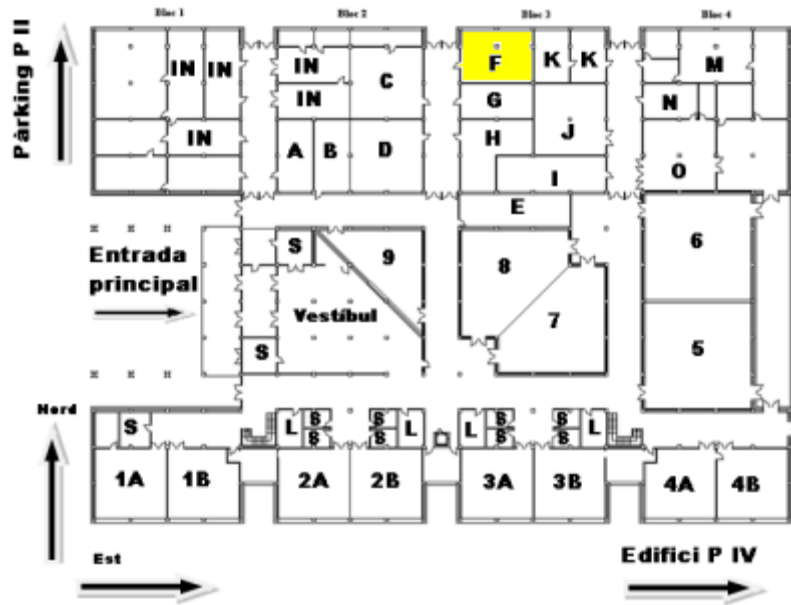 Bloc 1 Bloc 2 Bloc 3 Bloc 4
Párking P II
IN IN IN C F K K M
IN G N
IN A B D H J O
I
E
Entrada
principal
S 9 8 6
Vestíbul 7
S 5
Nord
S L S S L L S S L
S S S S
1A 1B 2A 2B 3A 3B 4A 4B
Est
Edifici P IV